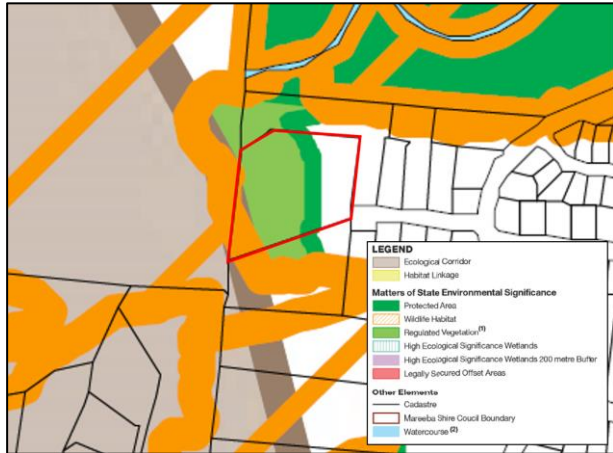 LEGEND
Ecological Corridor
Habitat Linkage
Matters of State Environmental Significance
Protected Area
Wildlife Habitat
Regulated Vegetation(1)
High Ecological Significance Wetlands
High Ecological Significance Wetlands 200 metre Buffer
Legally Secured Offset Areas
Other Elements
Cadastre
Mareeba Shire Coucil Boundary
Watercourse (2)